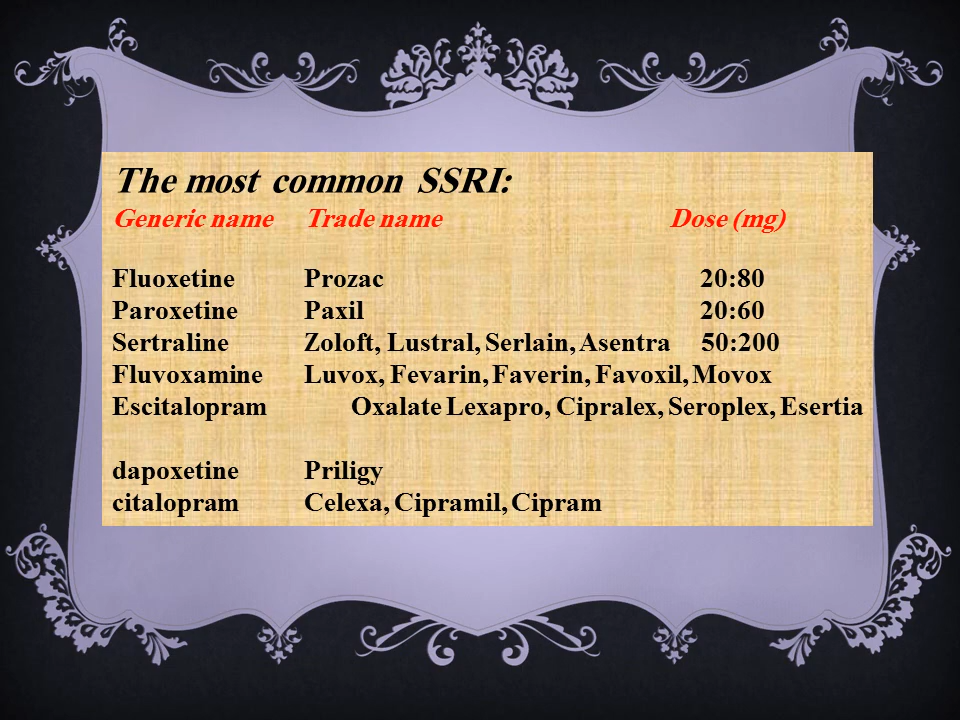 The most common SSRI:
Generic name Trade name Dose (mg)
Fluoxetine Prozac 20:80
Paroxetine Paxil 20:60
Sertraline Zoloft, Lustral, Serlain, Asentra 50:200
Fluvoxamine Luvox, Fevarin, Faverin, Favoxil, Movox
Escitalopram Oxalate Lexapro, Cipralex, Seroplex, Esertia
dapoxetine Priligy
citalopram Celexa, Cipramil, Cipram